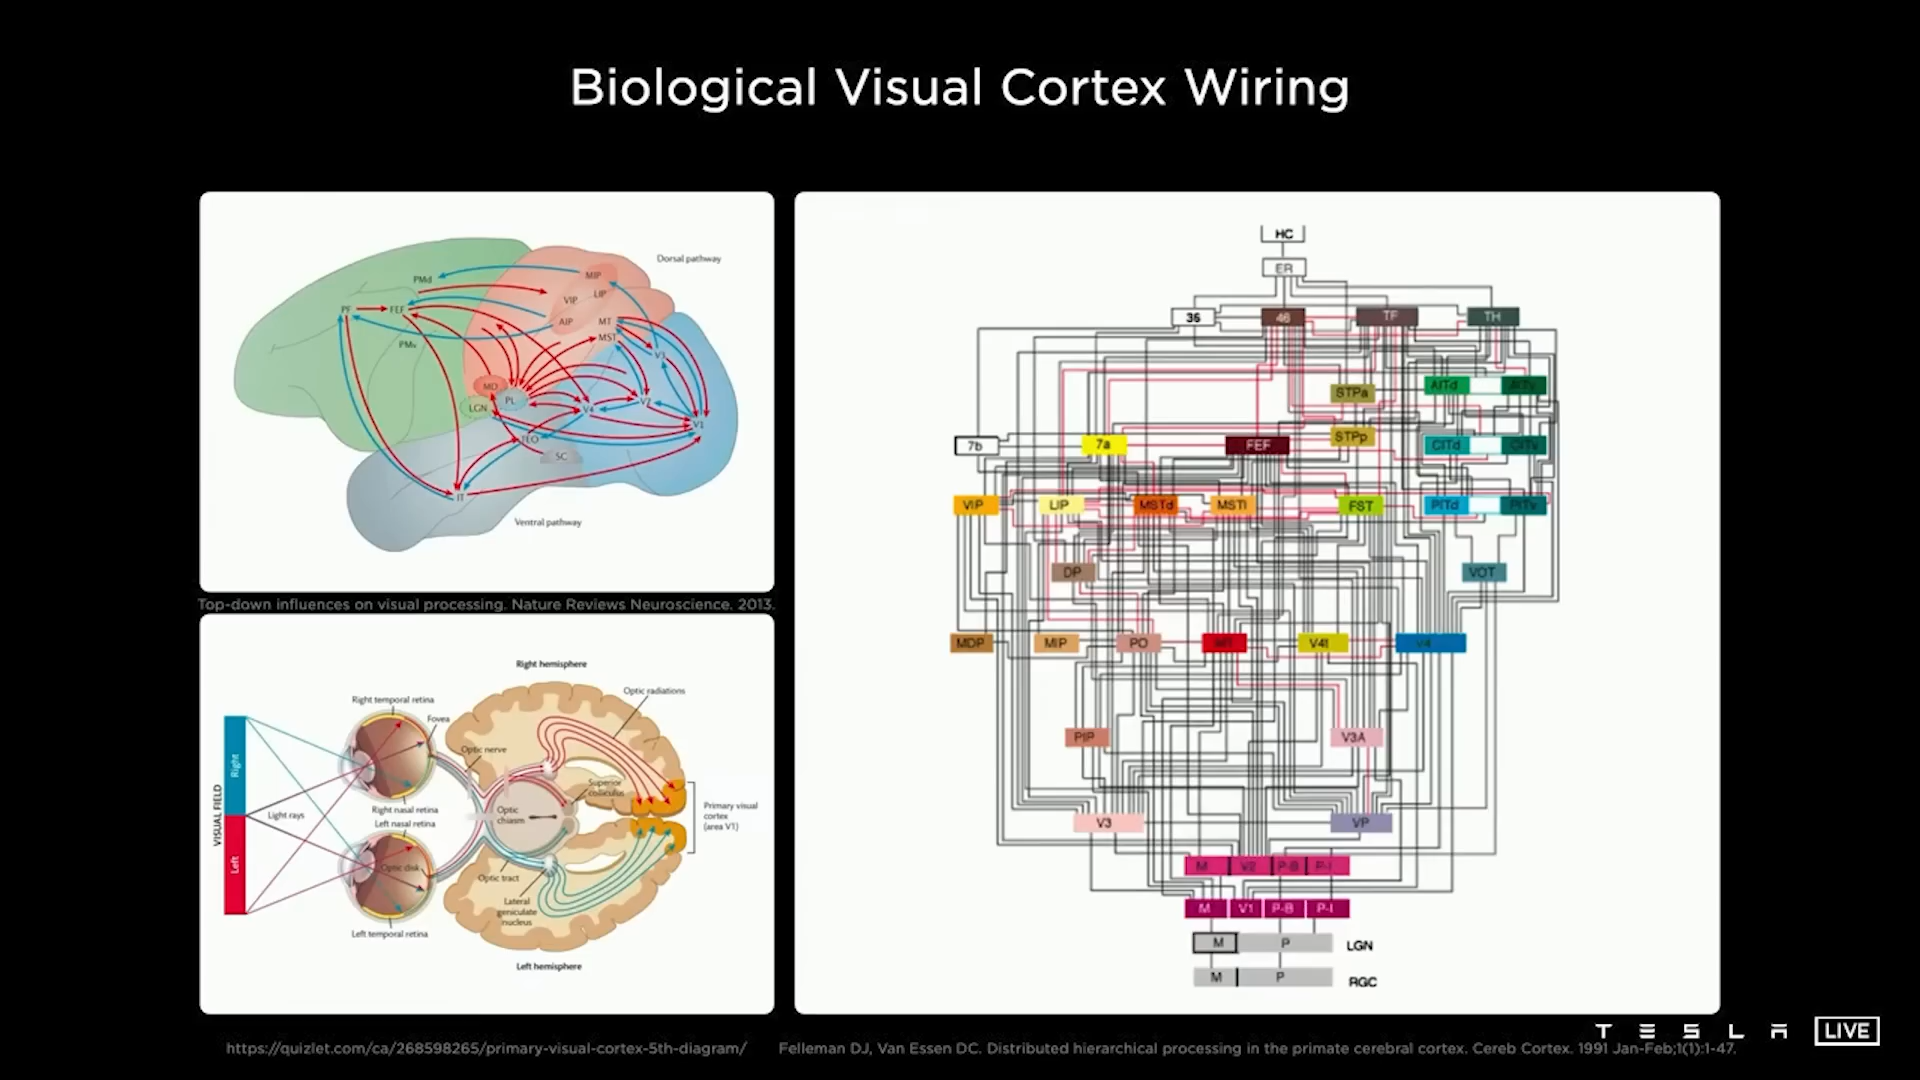 Biological Visual Cortex Wiring
Dorsal pathway
MIP
PMd
VIP
LIP
PF
FEF
AIP
MT
MST
PMv
V3
MD
PL
LGN
V4
V2
V1
TEO
SC
IT
Ventral pathway
Top-down influences on visual processing. Nature Reviews Neuroscience. 2013.
Right hemisphere
Optic radiations
Right temporal retina
Fovea
Optic nerve
Superior
colliculus
VISUAL FIELD
Right
Left
Light rays
Right nasal retina
Left nasal retina
Optic
chiasm
Primary visual
cortex
(area V1)
Optic disk
Optic tract
Lateral
geniculate
nucleus
Left temporal retina
Left hemisphere
https://quizlet.com/ca/268598265/primary-visual-cortex-5th-diagram/
HC
ER
36
46
TF
TH
STPa
AITd
AITv
7b
7a
FEF
STPp
CITd
CITv
VIP
LIP
MSTd
MSTl
FST
PITd
PITv
DP
VOT
MDP
MIP
PO
MT
V4t
V4
PIP
V3A
V3
VP
M V2 P-B P-I
M V1 P-B P-I
M P LGN
M P RGC
Felleman DJ, Van Essen DC. Distributed hierarchical processing in the primate cerebral cortex. Cereb Cortex. 1991 Jan-Feb;1(1):1-47.
TESLA LIVE